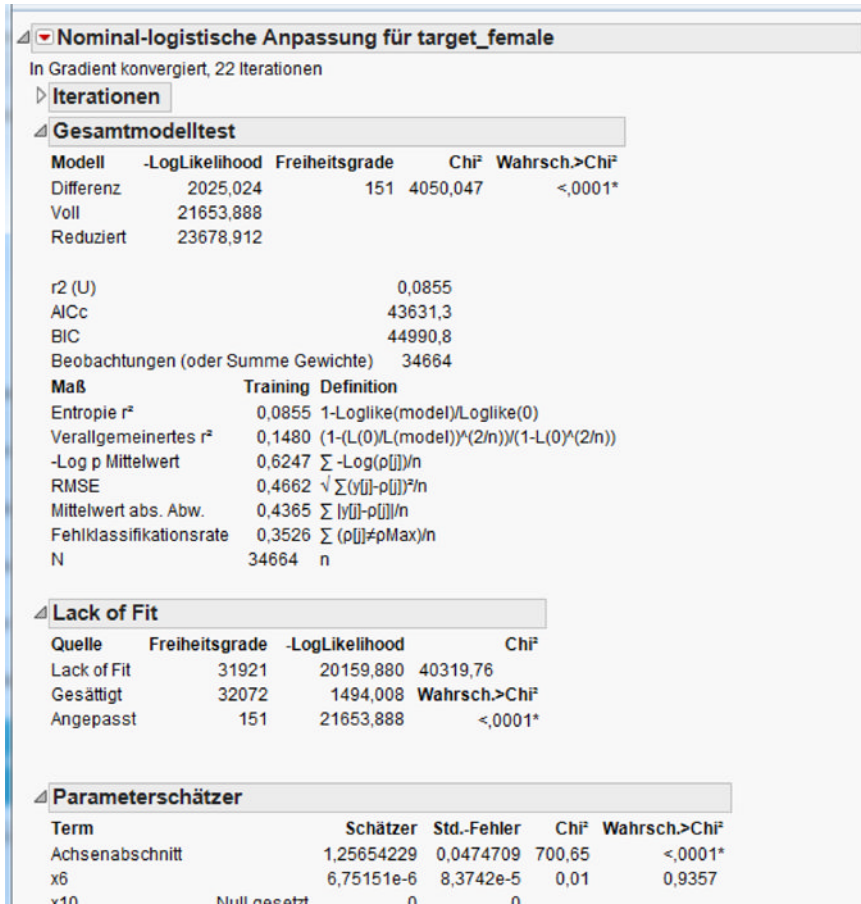 Nominal-logistische Anpassung für target_female
In Gradient konvergiert, 22 Iterationen
Iterationen
Gesamtmodelltest
Modell -LogLikelihood Freiheitsgrade Chi² Wahrsch.>Chi²
Differenz 2025,024 151 4050,047 <,0001*
Voll 21653,888
Reduziert 23678,912
r2 (U) 0,0855
AICc 43631,3
BIC 44990,8
Beobachtungen (oder Summe Gewichte) 34664
Maß Training Definition
Entropie r² 0,0855 1-Loglike(model)/Loglike(0)
Verallgemeinertes r² 0,1480 (1-(L(0)/L(model))^(2/n))/(1-L(0)^(2/n))
-Log p Mittelwert 0,6247 ∑ -Log(ρ[j])/n
RMSE 0,4662 √ ∑(y[j]-ρ[j])²/n
Mittelwert abs. Abw. 0,4365 ∑ |y[j]-ρ[j]|/n
Fehlklassifikationsrate 0,3526 ∑ (ρ[j]≠ρMax)/n
N 34664 n
Lack of Fit
Quelle Freiheitsgrade -LogLikelihood Chi²
Lack of Fit 31921 20159,880 40319,76
Gesättigt 32072 1494,008 Wahrsch.>Chi²
Angepasst 151 21653,888 <,0001*
Parameterschätzer
Term Schätzer Std.-Fehler Chi² Wahrsch.>Chi²
Achsenabschnitt 1,25654229 0,0474709 700,65 <,0001*
x6 6,75151e-6 8,3742e-5 0,01 0,9357
x10 Null gesetzt 0 0